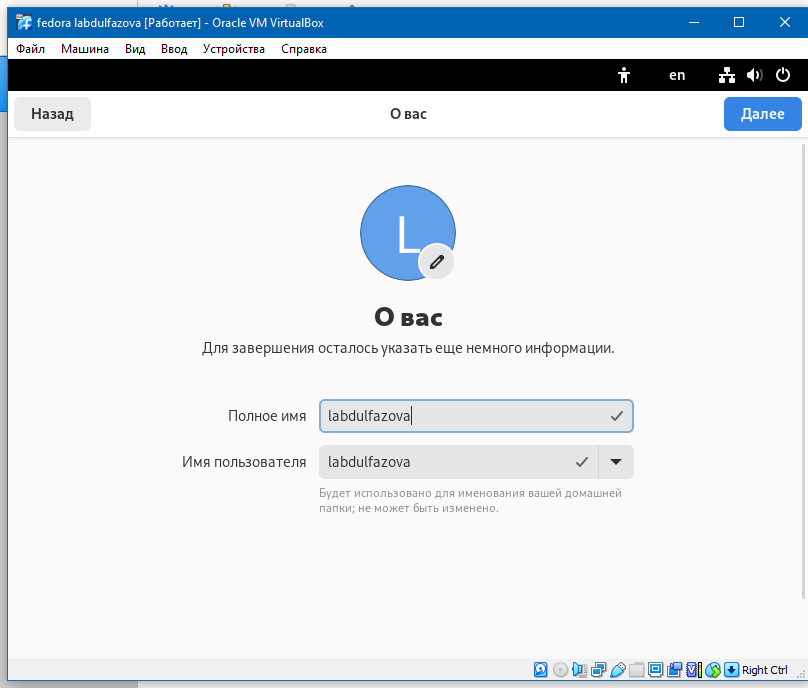 fedora labdulfazova [Работает] - Oracle VM VirtualBox
Файл Машина Вид Ввод Устройства Справка
en
Назад О вас Далее
L
О вас
Для завершения осталось указать еще немного информации.
Полное имя labdulfazova
Имя пользователя labdulfazova
Будет использовано для именования вашей домашней
папки; не может быть изменено.
Right Ctrl